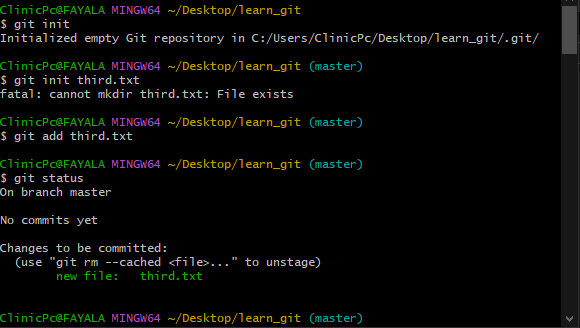 ClinicPc@FAYALA MINGW64 ~/Desktop/learn_git
$ git init
Initialized empty Git repository in C:/Users/ClinicPc/Desktop/learn_git/.git/
ClinicPc@FAYALA MINGW64 ~/Desktop/learn_git (master)
$ git init third.txt
fatal: cannot mkdir third.txt: File exists
ClinicPc@FAYALA MINGW64 ~/Desktop/learn_git (master)
$ git add third.txt
ClinicPc@FAYALA MINGW64 ~/Desktop/learn_git (master)
$ git status
On branch master
No commits yet
Changes to be committed:
  (use "git rm --cached <file>..." to unstage)
        new file:   third.txt
ClinicPc@FAYALA MINGW64 ~/Desktop/learn_git (master)